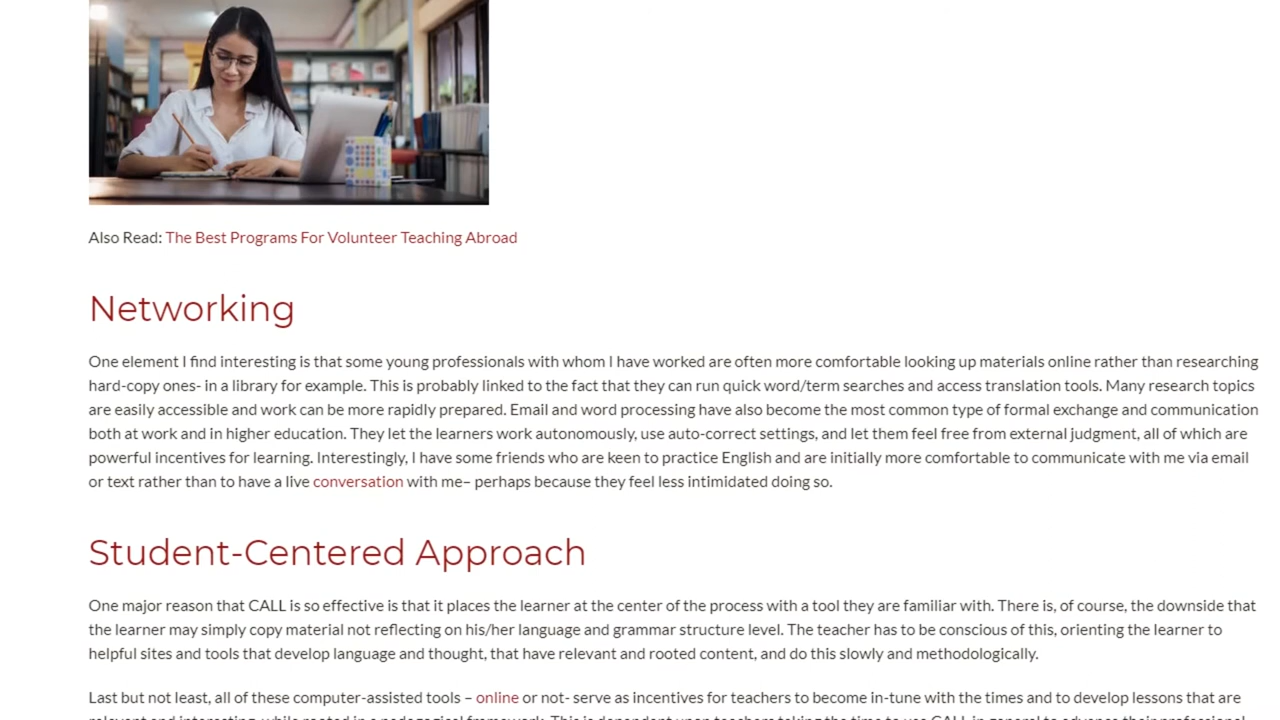 Also Read: The Best Programs For Volunteer Teaching Abroad
Networking
One element I find interesting is that some young professionals with whom I have worked are often more comfortable looking up materials online rather than researching
hard-copy ones- in a library for example. This is probably linked to the fact that they can run quick word/term searches and access translation tools. Many research topics
are easily accessible and work can be more rapidly prepared. Email and word processing have also become the most common type of formal exchange and communication
both at work and in higher education. They let the learners work autonomously, use auto-correct settings, and let them feel free from external judgment, all of which are
powerful incentives for learning. Interestingly, I have some friends who are keen to practice English and are initially more comfortable to communicate with me via email
or text rather than to have a live conversation with me– perhaps because they feel less intimidated doing so.
Student-Centered Approach
One major reason that CALL is so effective is that it places the learner at the center of the process with a tool they are familiar with. There is, of course, the downside that
the learner may simply copy material not reflecting on his/her language and grammar structure level. The teacher has to be conscious of this, orienting the learner to
helpful sites and tools that develop language and thought, that have relevant and rooted content, and do this slowly and methodologically.
Last but not least, all of these computer-assisted tools – online or not- serve as incentives for teachers to become in-tune with the times and to develop lessons that are